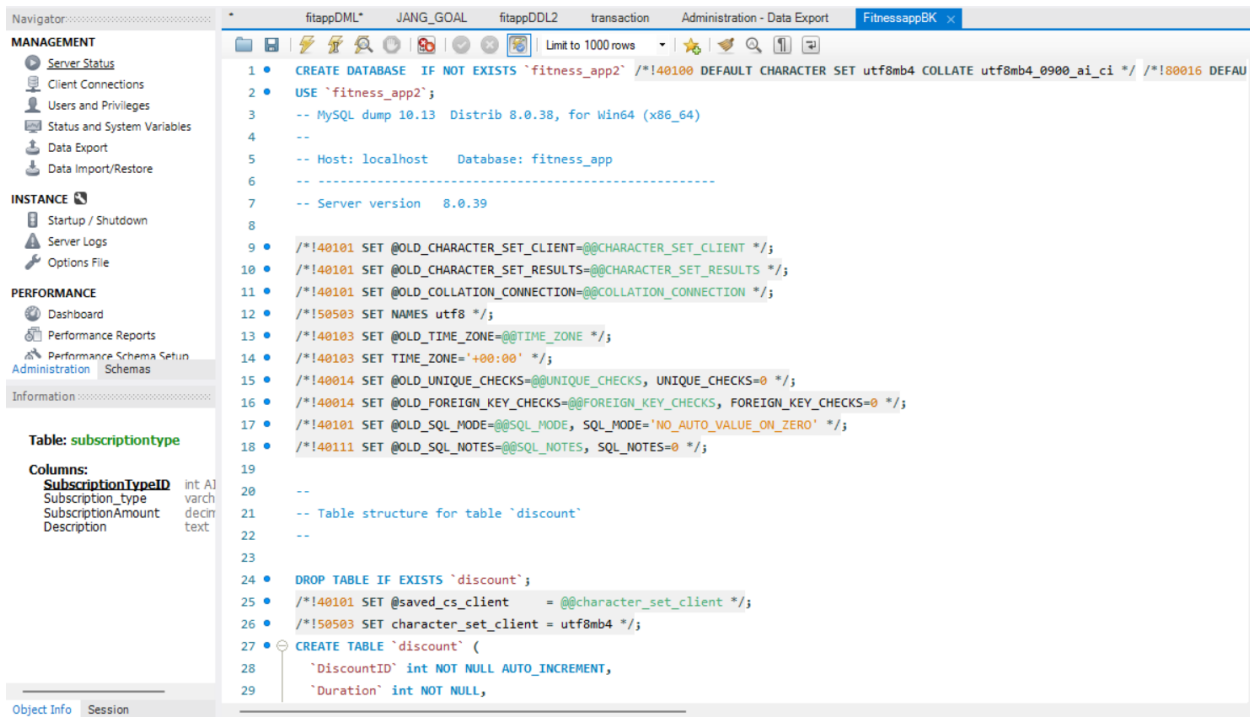 Navigator
MANAGEMENT
Server Status
Client Connections
Users and Privileges
Status and System Variables
Data Export
Data Import/Restore
INSTANCE
Startup / Shutdown
Server Logs
Options File
PERFORMANCE
Dashboard
Performance Reports
Performance Schema Setup
Administration Schemas
Information
Table: subscriptiontype
Columns:
SubscriptionTypeID int AI
Subscription_type varch
SubscriptionAmount decim
Description text
Object Info Session
* fitappDML* JANG_GOAL fitappDDL2 transaction Administration - Data Export FitnessappBK ×
Limit to 1000 rows
1 CREATE DATABASE  IF NOT EXISTS `fitness_app2` /*!40100 DEFAULT CHARACTER SET utf8mb4 COLLATE utf8mb4_0900_ai_ci */ /*!80016 DEFAU
2 USE `fitness_app2`;
3 -- MySQL dump 10.13  Distrib 8.0.38, for Win64 (x86_64)
4 --
5 -- Host: localhost    Database: fitness_app
6 -- ------------------------------------------------------
7 -- Server version	8.0.39
8
9 /*!40101 SET @OLD_CHARACTER_SET_CLIENT=@@CHARACTER_SET_CLIENT */;
10 /*!40101 SET @OLD_CHARACTER_SET_RESULTS=@@CHARACTER_SET_RESULTS */;
11 /*!40101 SET @OLD_COLLATION_CONNECTION=@@COLLATION_CONNECTION */;
12 /*!50503 SET NAMES utf8 */;
13 /*!40103 SET @OLD_TIME_ZONE=@@TIME_ZONE */;
14 /*!40103 SET TIME_ZONE='+00:00' */;
15 /*!40014 SET @OLD_UNIQUE_CHECKS=@@UNIQUE_CHECKS, UNIQUE_CHECKS=0 */;
16 /*!40014 SET @OLD_FOREIGN_KEY_CHECKS=@@FOREIGN_KEY_CHECKS, FOREIGN_KEY_CHECKS=0 */;
17 /*!40101 SET @OLD_SQL_MODE=@@SQL_MODE, SQL_MODE='NO_AUTO_VALUE_ON_ZERO' */;
18 /*!40111 SET @OLD_SQL_NOTES=@@SQL_NOTES, SQL_NOTES=0 */;
19
20 --
21 -- Table structure for table `discount`
22 --
23
24 DROP TABLE IF EXISTS `discount`;
25 /*!40101 SET @saved_cs_client     = @@character_set_client */;
26 /*!50503 SET character_set_client = utf8mb4 */;
27 CREATE TABLE `discount` (
28 `DiscountID` int NOT NULL AUTO_INCREMENT,
29 `Duration` int NOT NULL,